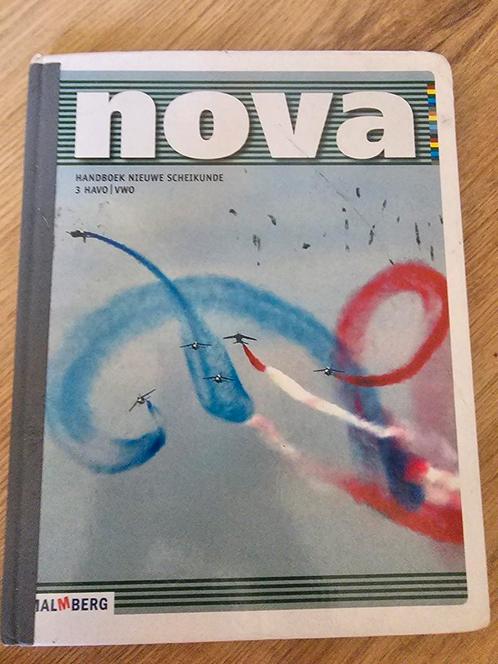 nova
HANDBOEK NIEUWE SCHEIKUNDE
3 HAVO | VWO
MALMBERG